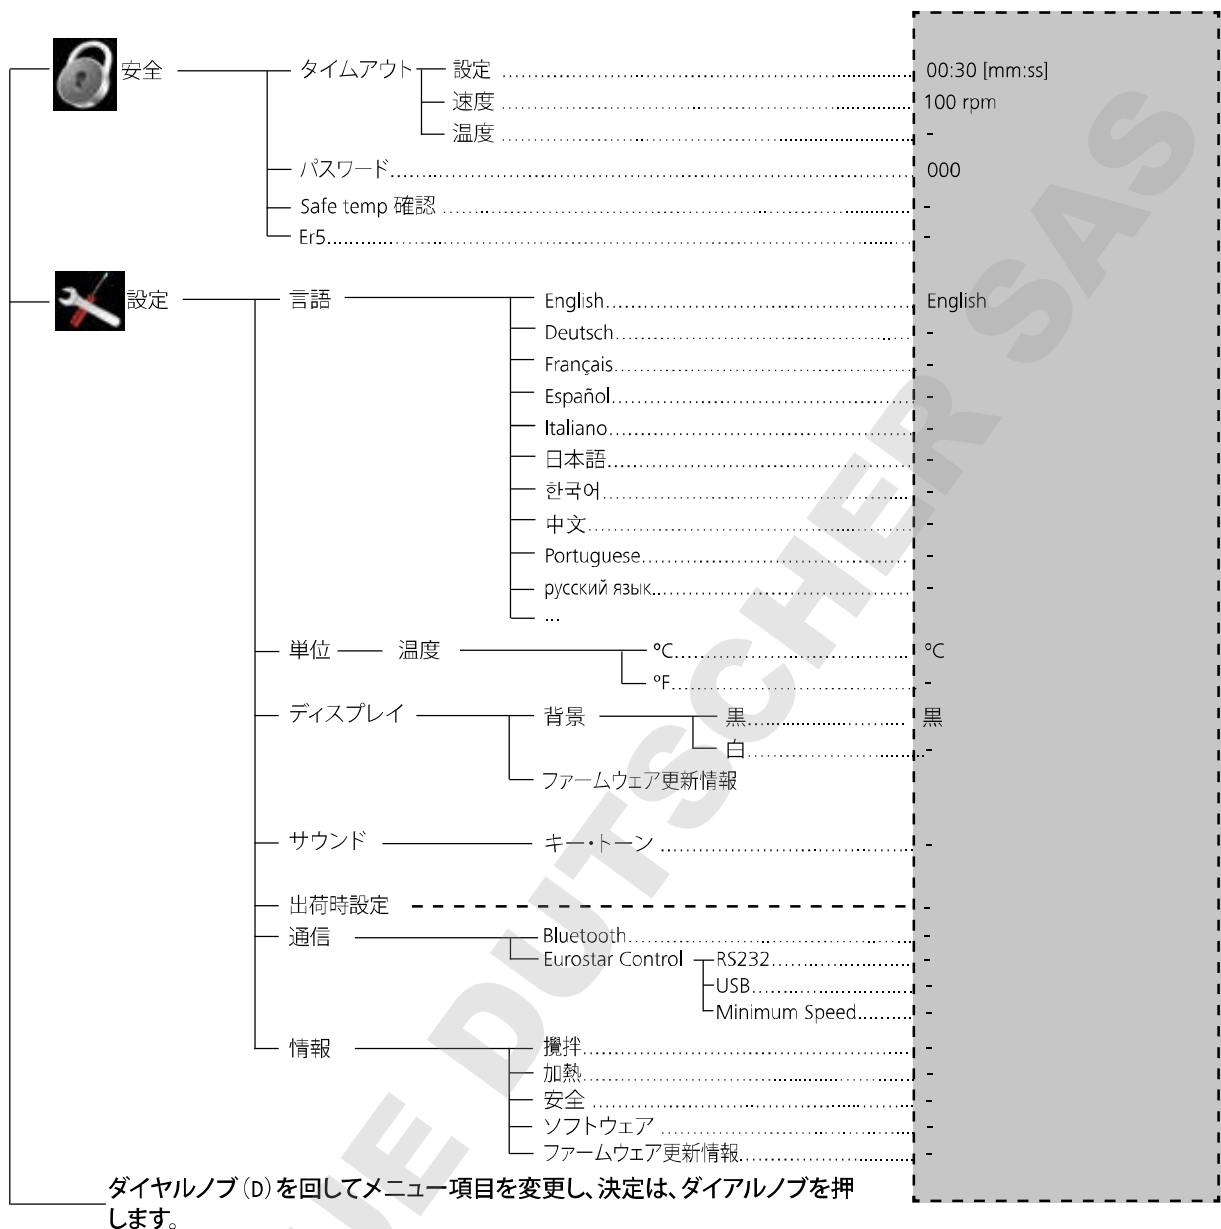 安全 タイムアウト 設定 00:30 [mm:ss]
速度 100 rpm
温度 -
パスワード 000
Safe temp 確認 -
Er5 -
設定 言語 English English
Deutsch -
Français -
Español -
Italiano -
日本語 -
한국어 -
中文 -
Portuguese -
русский язык -
...
単位 温度 ºC ºC
ºF -
ディスプレイ 背景 黒 黒
白 -
ファームウェア更新情報
サウンド キー・トーン -
出荷時設定 -
通信 Bluetooth -
Eurostar Control RS232 -
USB -
Minimum Speed -
情報 攪拌 -
加熱 -
安全 -
ソフトウェア -
ファームウェア更新情報 -
ダイヤルノブ（D）を回してメニュー項目を変更し、決定は、ダイアルノブを押
します。
UE DUTSCHER SAS